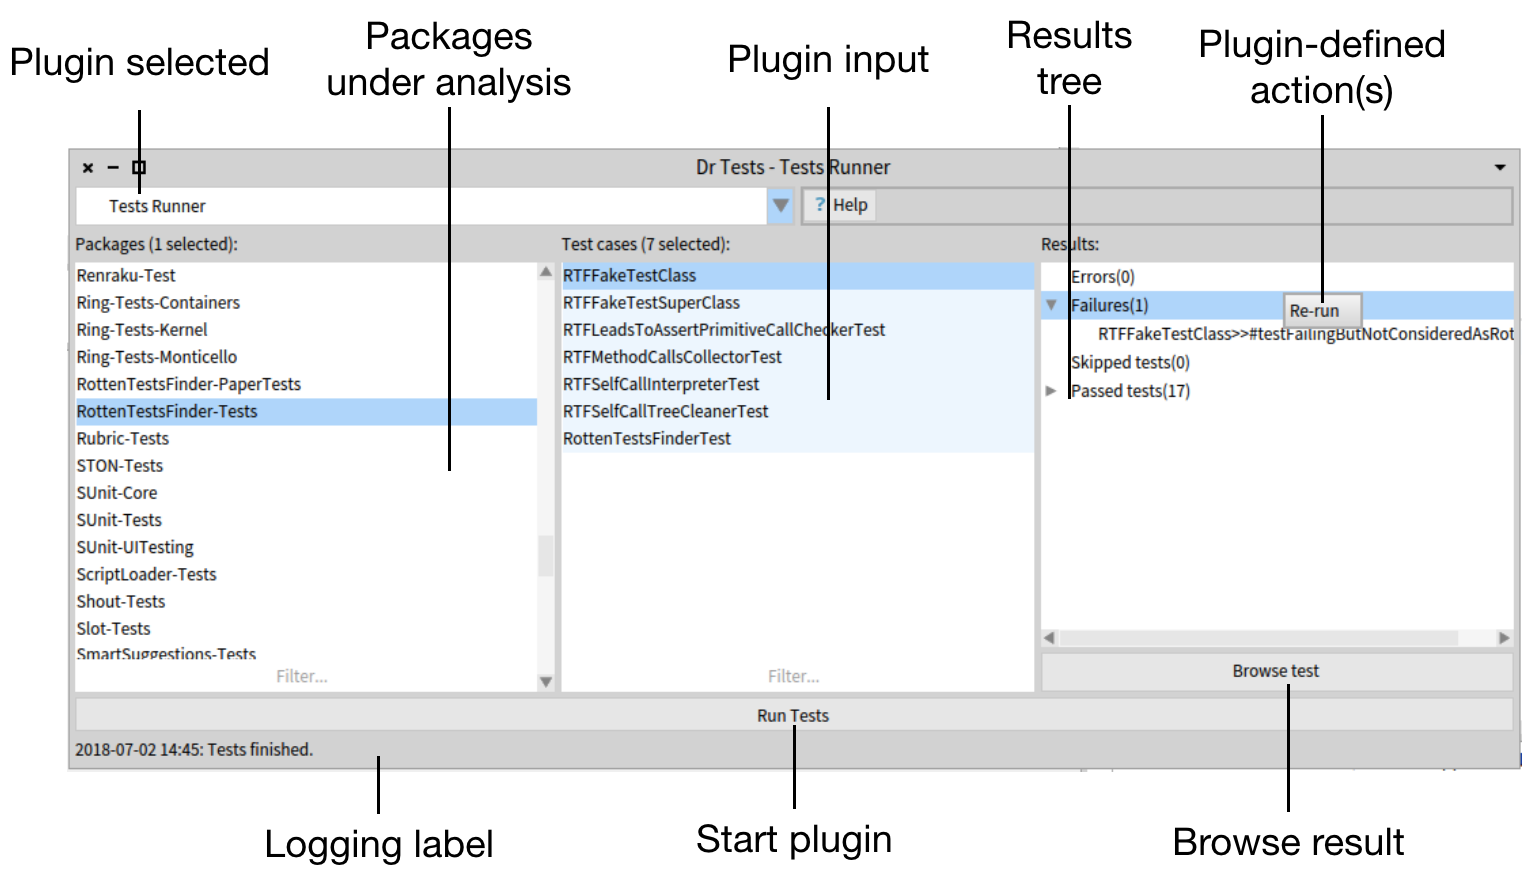 Plugin selected
Packages
under analysis
Plugin input
Results
tree
Plugin-defined
action(s)
Dr Tests - Tests Runner
Tests Runner
? Help
Packages (1 selected):
Test cases (7 selected):
Results:
Renraku-Test
Ring-Tests-Containers
Ring-Tests-Kernel
Ring-Tests-Monticello
RottenTestsFinder-PaperTests
RottenTestsFinder-Tests
Rubric-Tests
STON-Tests
SUnit-Core
SUnit-Tests
SUnit-UITesting
ScriptLoader-Tests
Shout-Tests
Slot-Tests
SmartSuggestions-Tests
Filter...
RTFFakeTestClass
RTFFakeTestSuperClass
RTFLeadsToAssertPrimitiveCallCheckerTest
RTFMethodCallsCollectorTest
RTFSelfCallInterpreterTest
RTFSelfCallTreeCleanerTest
RottenTestsFinderTest
Filter...
Errors(0)
Failures(1)
Re-run
RTFFakeTestClass>>#testFailingButNotConsideredAsRot
Skipped tests(0)
Passed tests(17)
Browse test
Run Tests
2018-07-02 14:45: Tests finished.
Logging label
Start plugin
Browse result